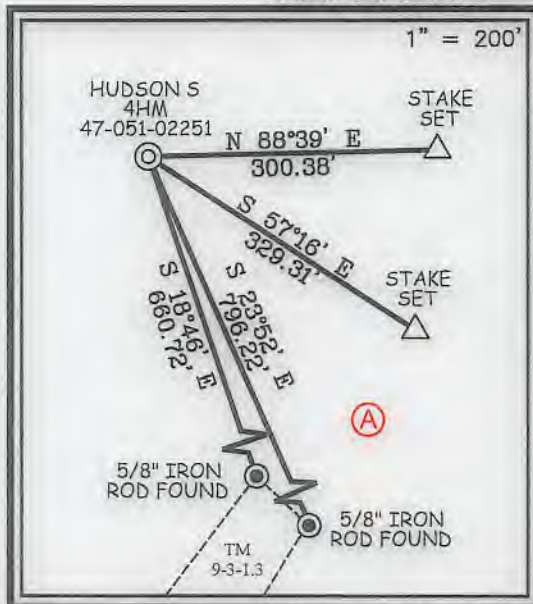 1" = 200'
HUDSON S
4HM
47-051-02251
STAKE
SET
N 88°39' E
300.38'
S 57°16' E
329.31'
STAKE
SET
S 18°46' E
660.72'
S 23°52' E
796.22'
A
5/8" IRON
ROD FOUND
5/8" IRON
ROD FOUND
TM
9-3-1.3